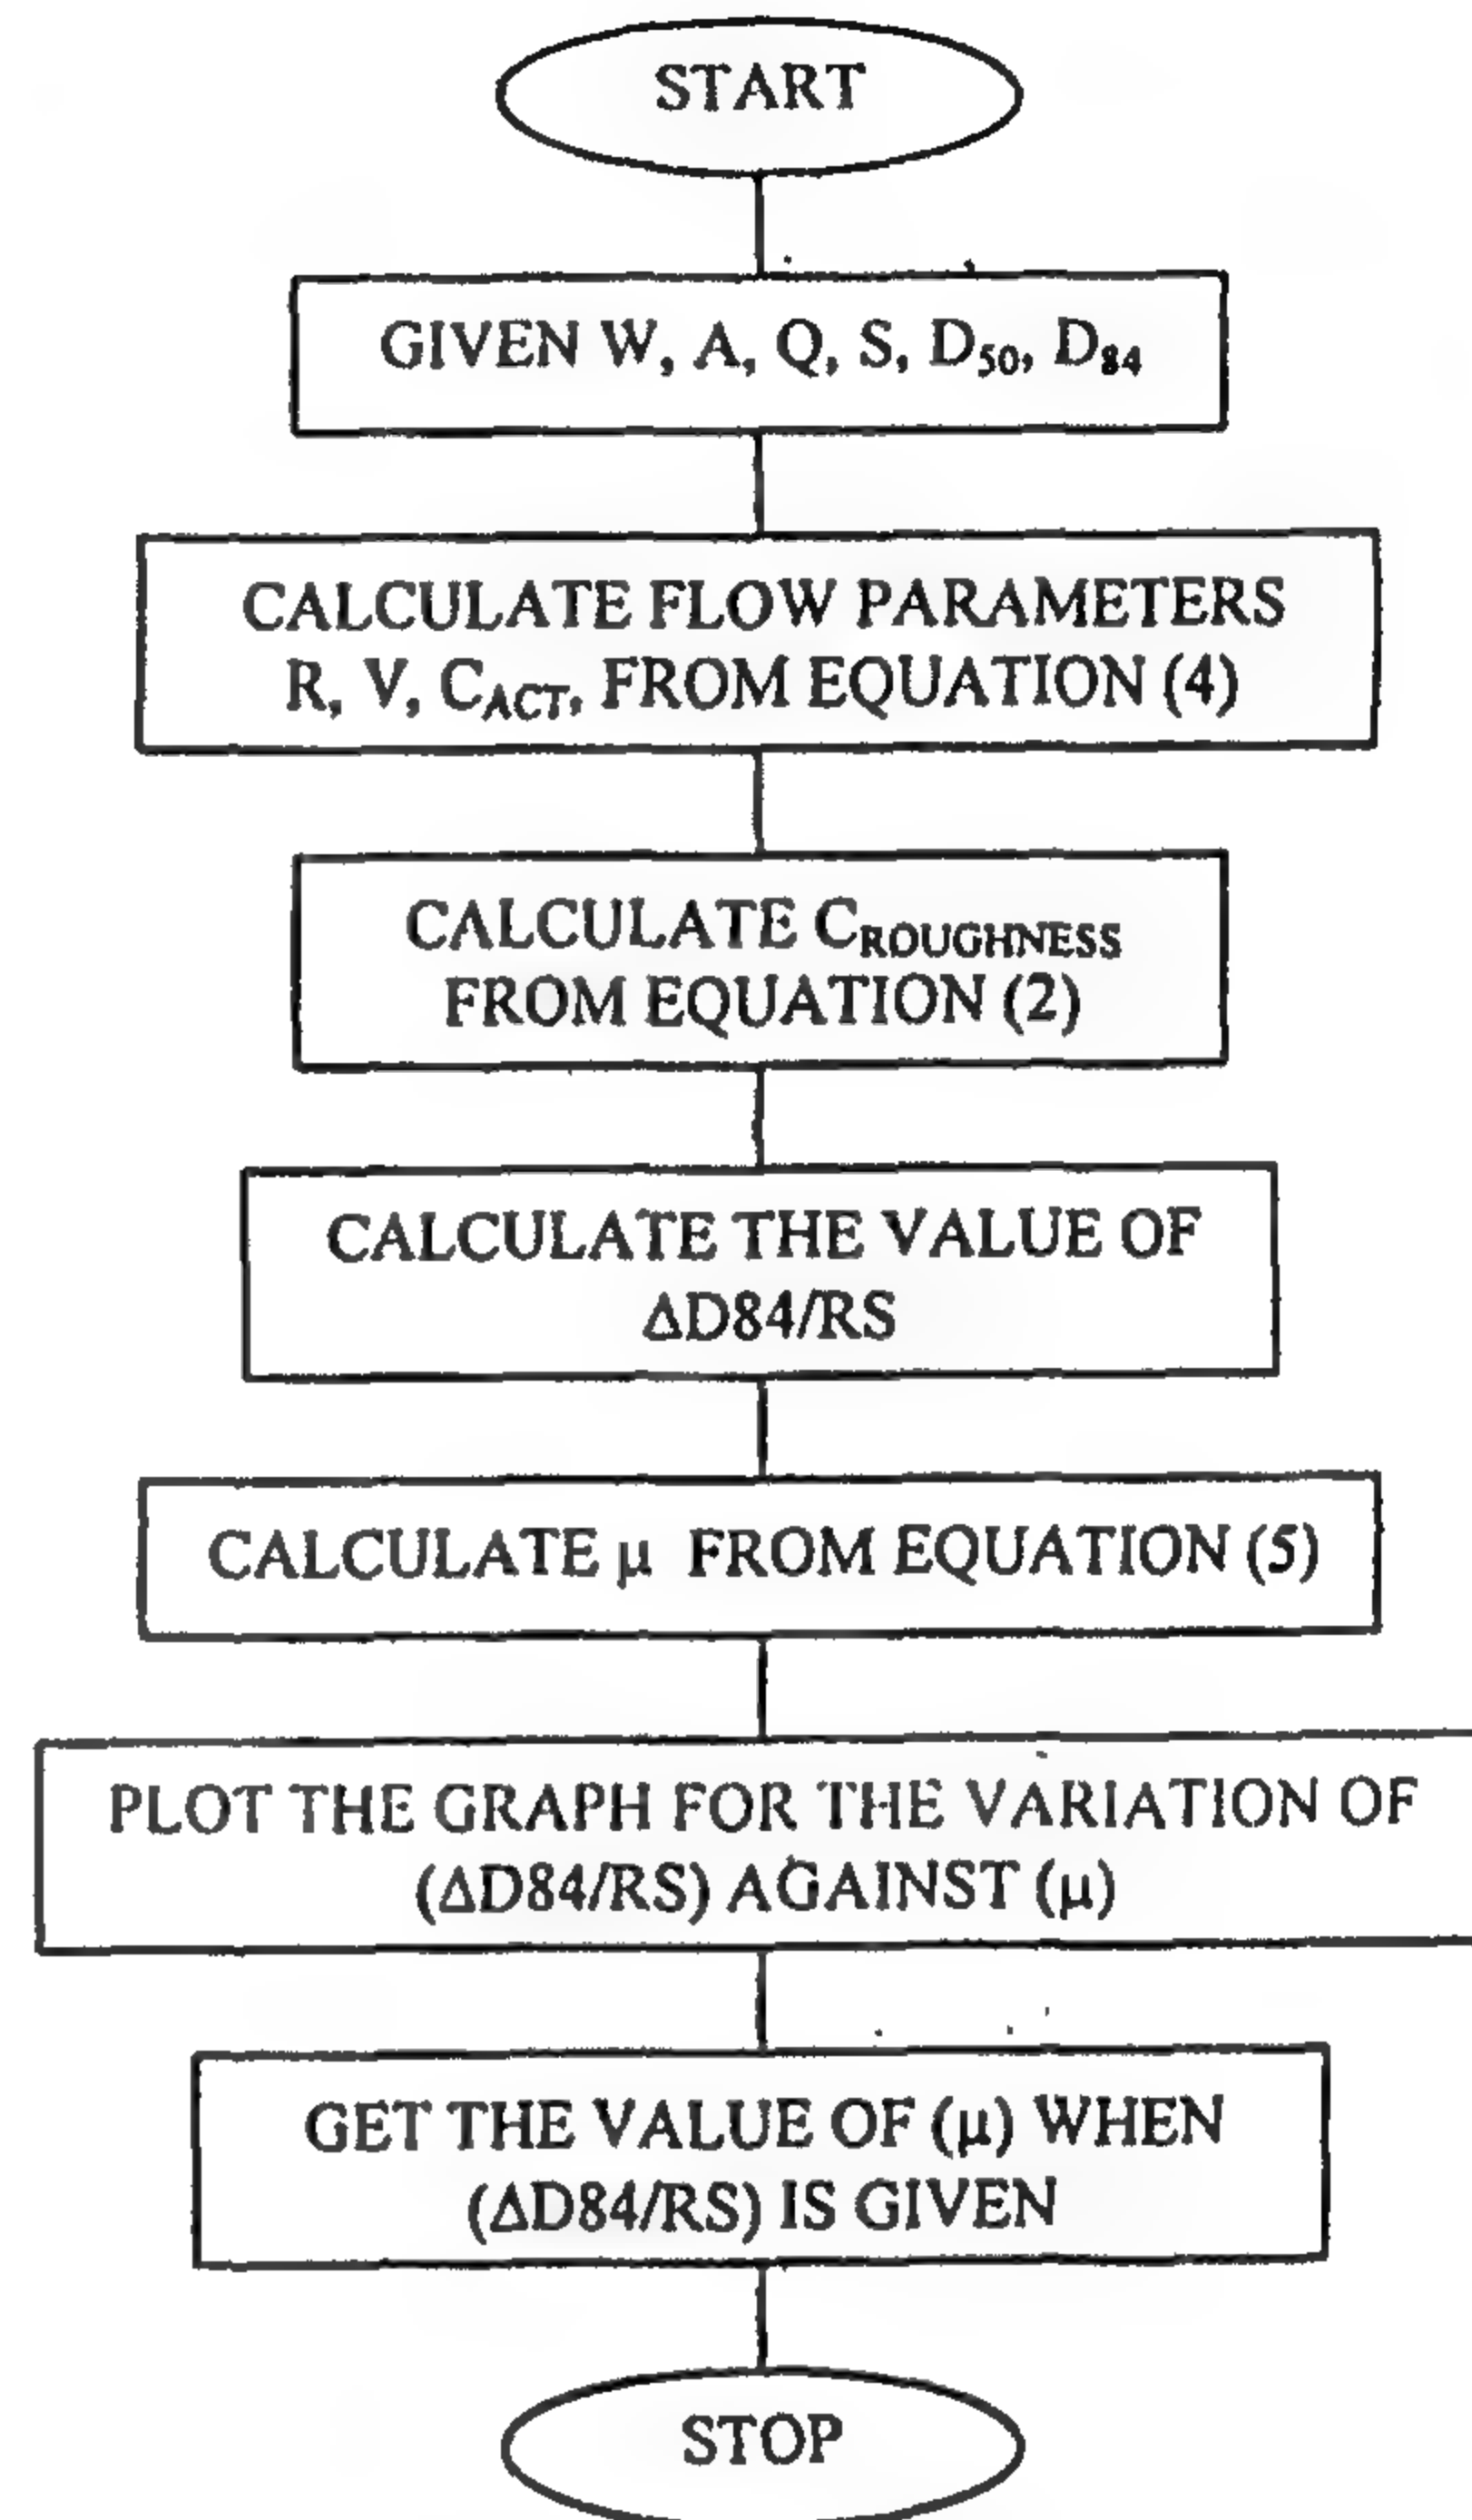 START
GIVEN W, A, Q, S, D50, D84
CALCULATE FLOW PARAMETERS
R, V, CACT, FROM EQUATION (4)
CALCULATE CROUGHNESS
FROM EQUATION (2)
CALCULATE THE VALUE OF
ΔD84/RS
CALCULATE μ FROM EQUATION (5)
PLOT THE GRAPH FOR THE VARIATION OF
(ΔD84/RS) AGAINST (μ)
GET THE VALUE OF (μ) WHEN
(ΔD84/RS) IS GIVEN
STOP